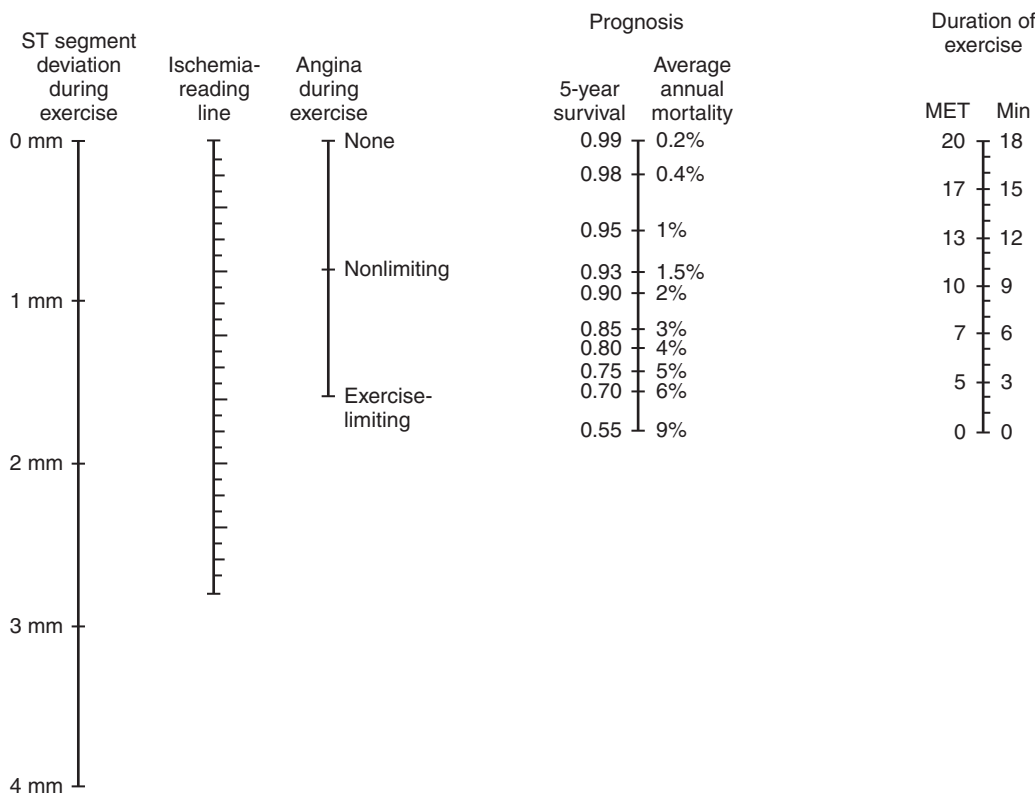 ST segment
deviation
during
exercise
0 mm
1 mm
2 mm
3 mm
4 mm
Ischemia-
reading
line
Angina
during
exercise
None
Nonlimiting
Exercise-
limiting
Prognosis
5-year
survival
Average
annual
mortality
0.99 0.2%
0.98 0.4%
0.95 1%
0.93 1.5%
0.90 2%
0.85 3%
0.80 4%
0.75 5%
0.70 6%
0.55 9%
Duration of
exercise
MET Min
20 18
17 15
13 12
10 9
7 6
5 3
0 0